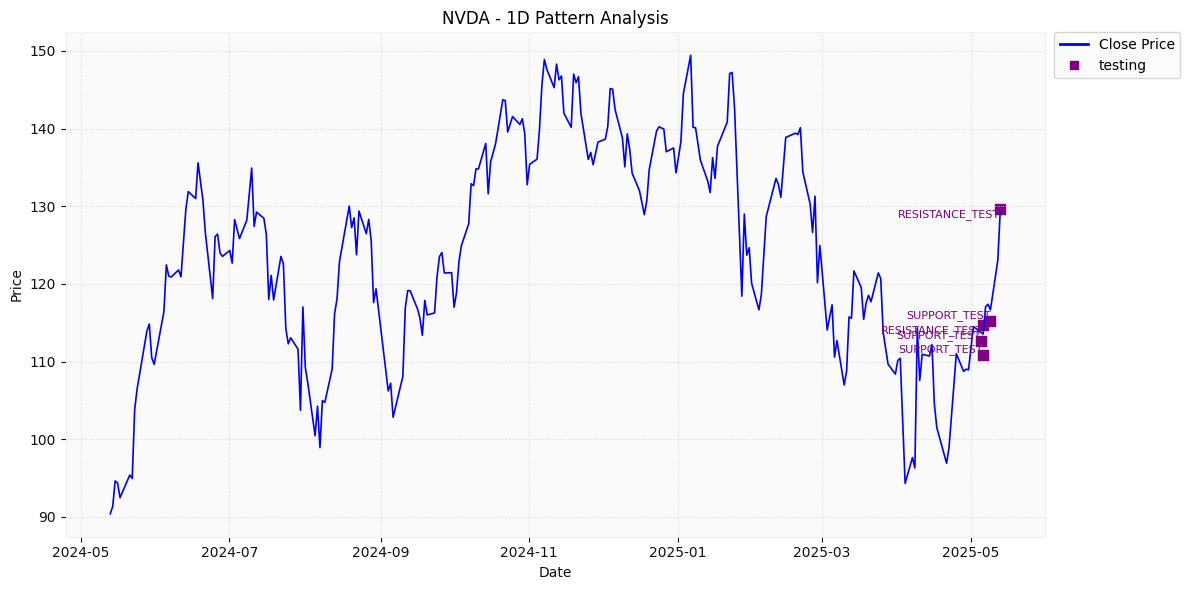 NVDA - 1D Pattern Analysis
Close Price
testing
Price
150
140
130
120
110
100
90
RESISTANCE_TEST
SUPPORT_TEST
RESISTANCE_TEST
SUPPORT_TEST
SUPPORT_TEST
2024-05
2024-07
2024-09
2024-11
2025-01
2025-03
2025-05
Date